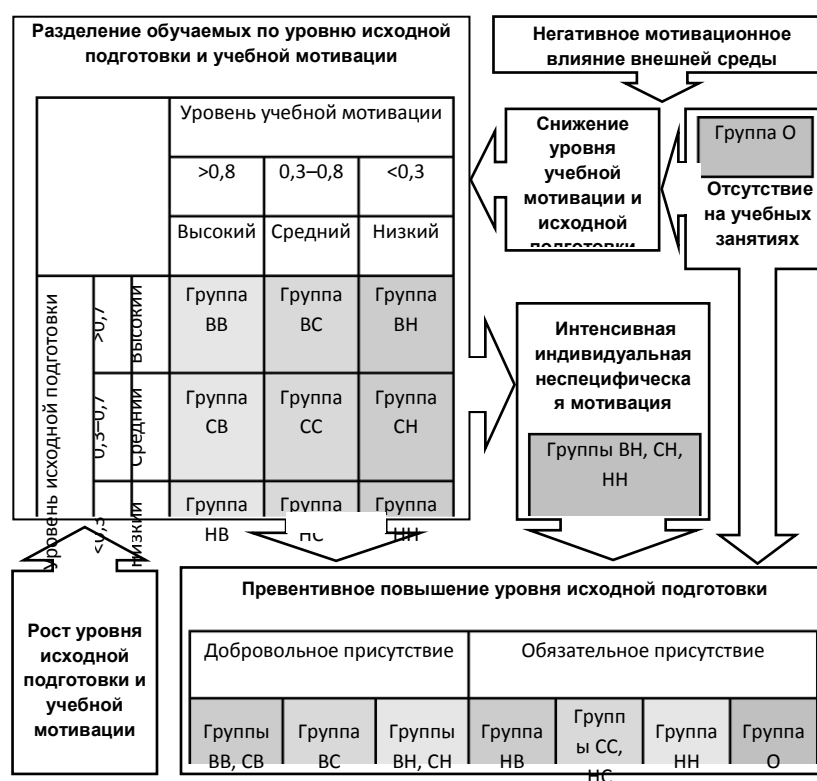 Разделение обучаемых по уровню исходной
подготовки и учебной мотивации
Уровень учебной мотивации
>0,8
0,3–0,8
<0,3
Высокий
Средний
Низкий
Уровень исходной подготовки
>0,7
Высокий
Группа
ВВ
Группа
ВС
Группа
ВН
0,3–0,7
Средний
Группа
СВ
Группа
СС
Группа
СН
<0,3
Низкий
Группа
НВ
Группа
НС
Группа
НН
Негативное мотивационное
влияние внешней среды
Снижение
уровня
учебной
мотивации и
исходной
подготовки
Группа О
Отсутствие
на учебных
занятиях
Интенсивная
индивидуальная
неспецифическа
я мотивация
Группы ВН, СН,
НН
Рост уровня
исходной
подготовки и
учебной
мотивации
Превентивное повышение уровня исходной подготовки
Добровольное присутствие
Обязательное присутствие
Группы
ВВ, СВ
Группа
ВС
Группы
ВН, СН
Группа
НВ
Групп
ы СС,
НС
Группа
НН
Группа
О